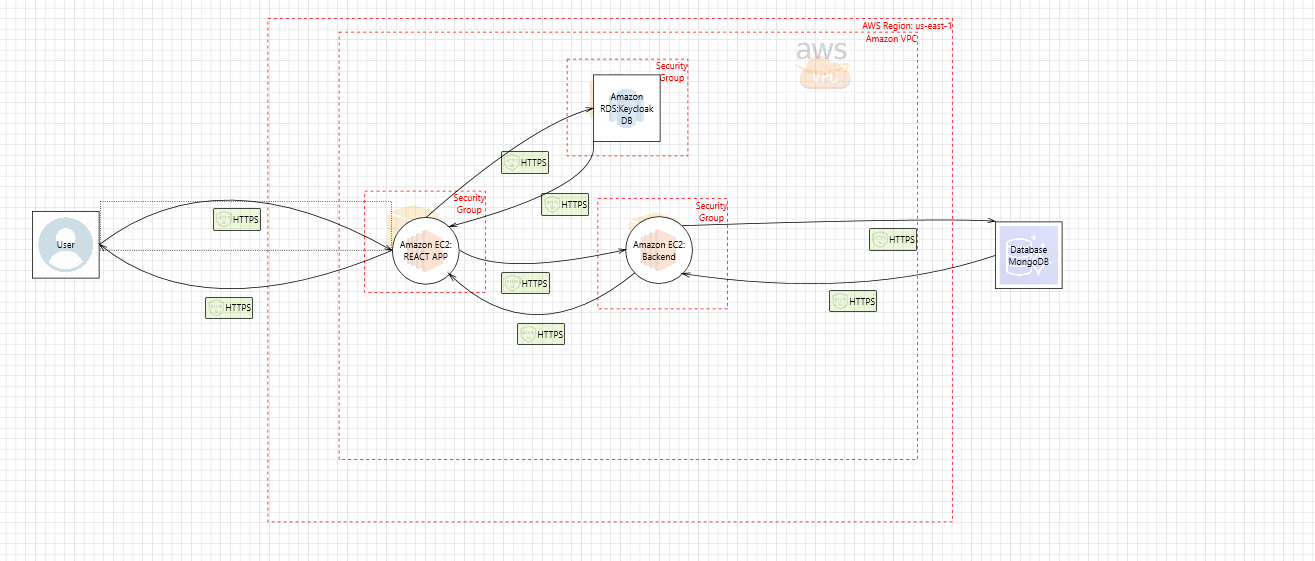 AWS Region: us-east-1
Amazon VPC
aws
VPC
Security
Group
Amazon
RDS:Keycloak
DB
HTTPS
HTTPS
Security
Group
Security
Group
HTTPS
User
Amazon EC2:
REACT APP
Amazon EC2:
Backend
HTTPS
Database
MongoDB
HTTPS
HTTPS
HTTPS
HTTPS